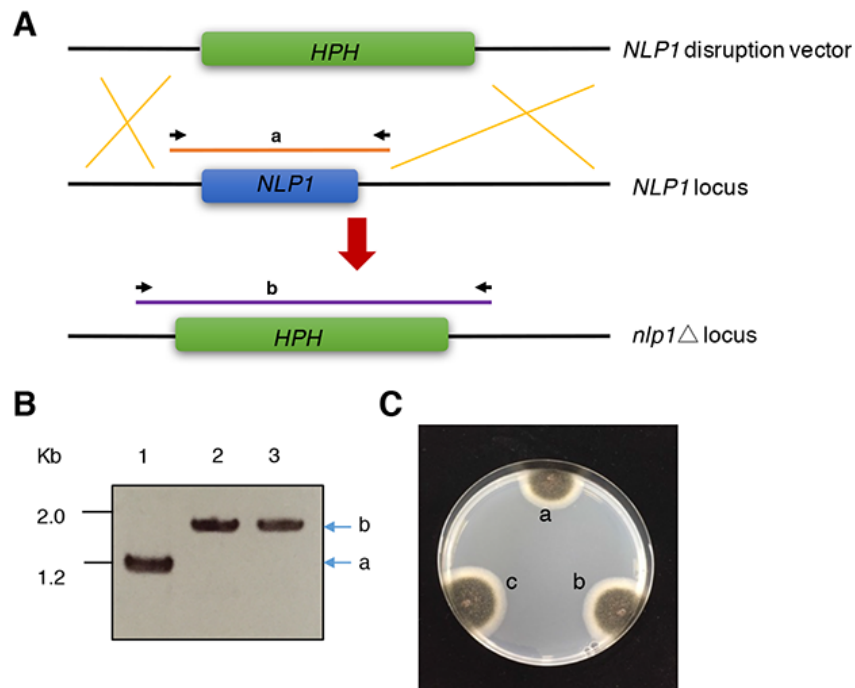 A
HPH
NLP1 disruption vector
a
NLP1
NLP1 locus
b
HPH
nlp1△ locus
B
Kb 1 2 3
2.0
b
a
1.2
C
a
c b